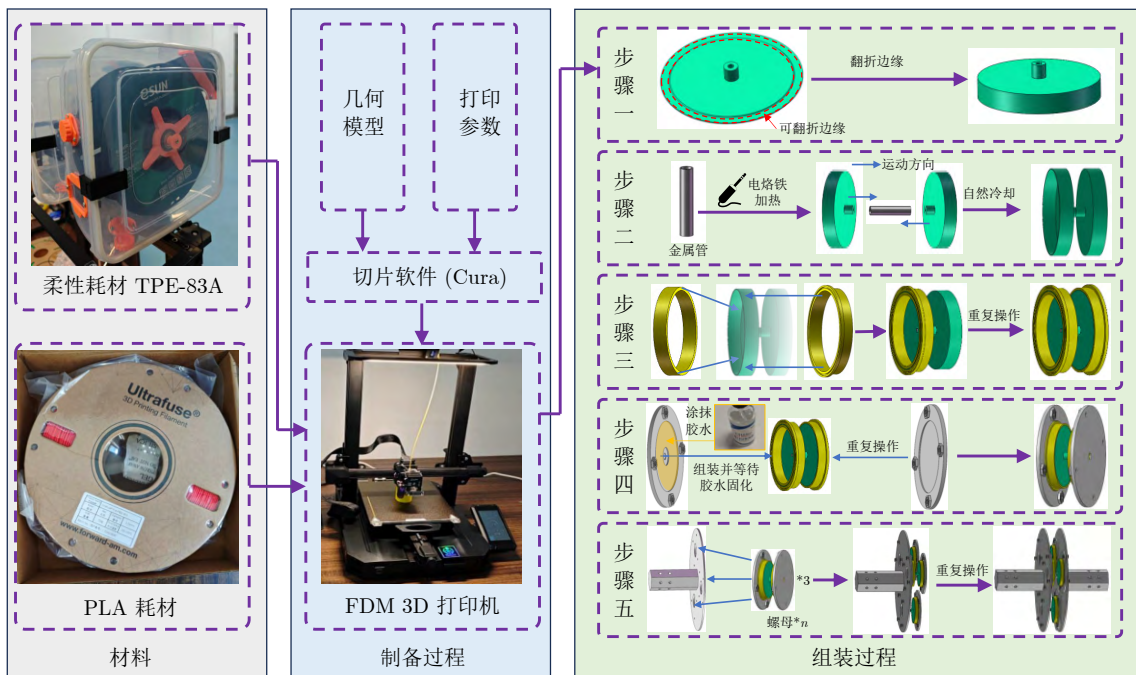 eSUN
柔性耗材 TPE-83A
Ultrafuse®
3D Printing Filament
www.forward-am.com
PLA 耗材
材料
几何
模型
打印
参数
切片软件 (Cura)
FDM 3D 打印机
制备过程
步骤一
翻折边缘
可翻折边缘
步骤二
金属管
电烙铁
加热
运动方向
自然冷却
步骤三
重复操作
步骤四
涂抹
胶水
组装并等待
胶水固化
重复操作
步骤五
*3
螺母*n
重复操作
组装过程